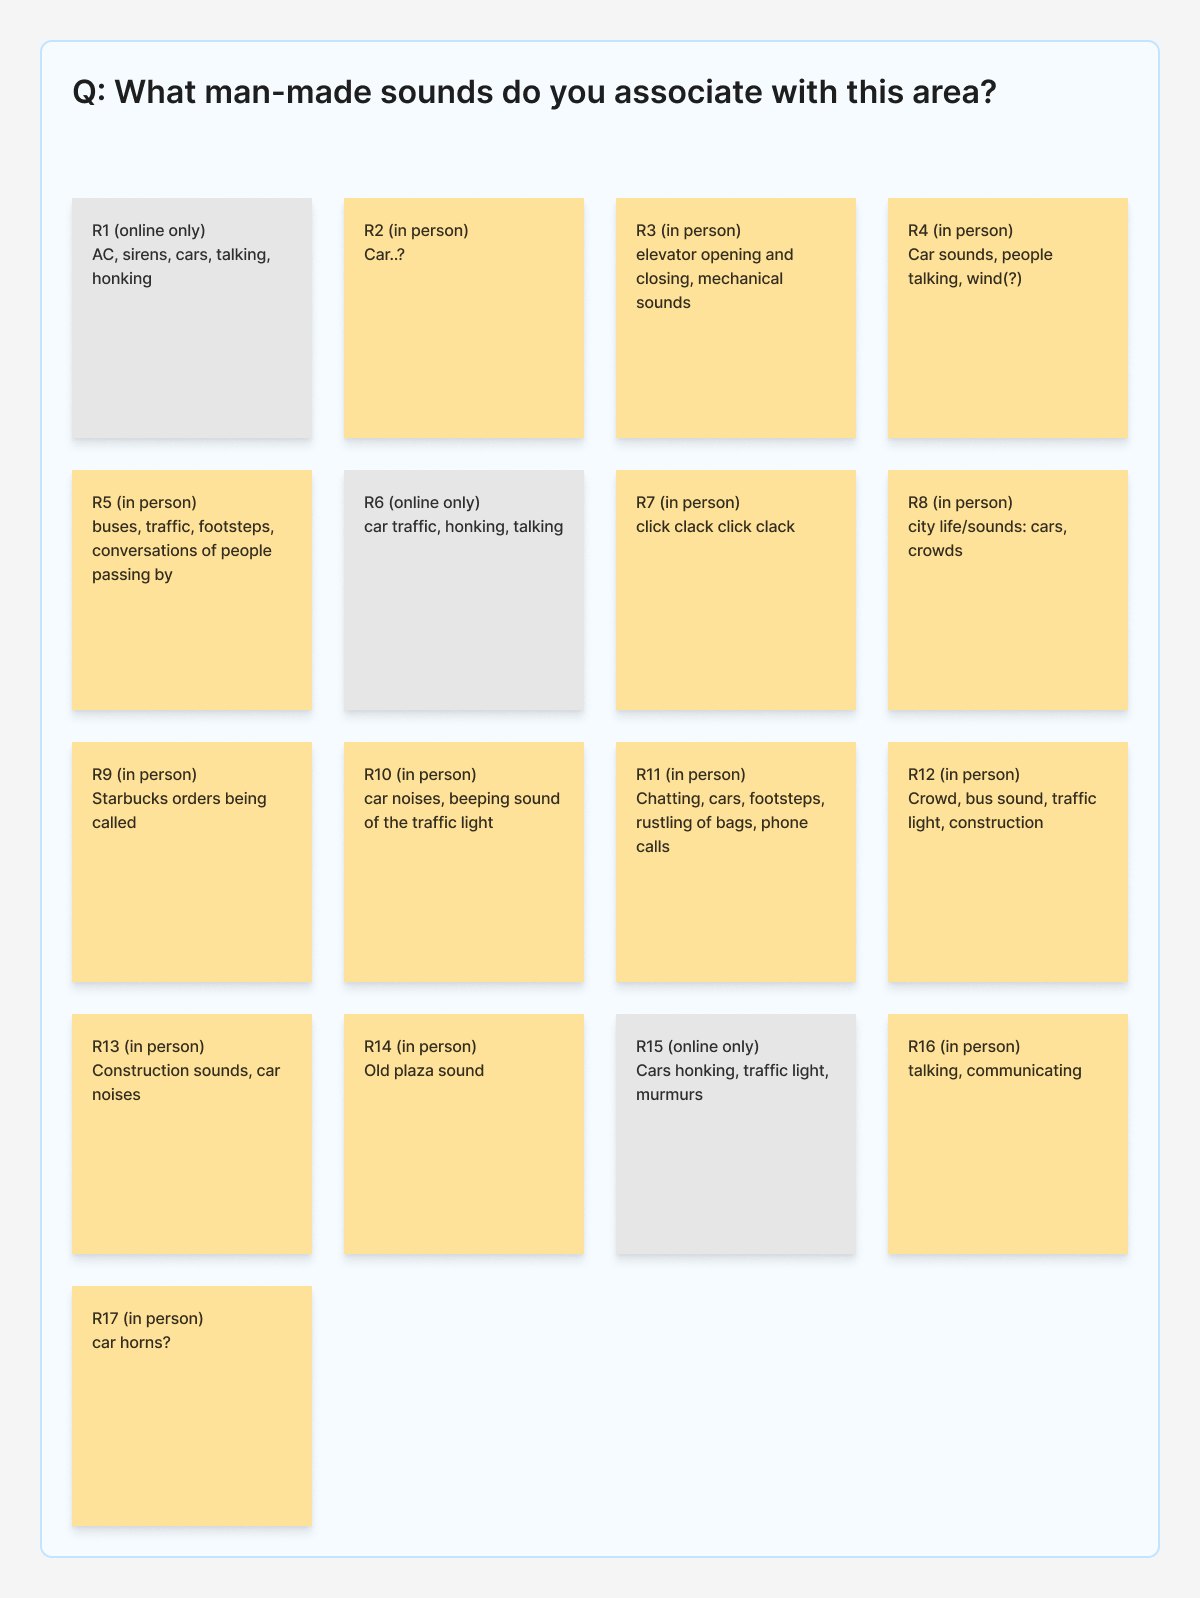 Q: What man-made sounds do you associate with this area?
R1 (online only)
AC, sirens, cars, talking,
honking
R2 (in person)
Car..?
R3 (in person)
elevator opening and
closing, mechanical
sounds
R4 (in person)
Car sounds, people
talking, wind(?)
R5 (in person)
buses, traffic, footsteps,
conversations of people
passing by
R6 (online only)
car traffic, honking, talking
R7 (in person)
click clack click clack
R8 (in person)
city life/sounds: cars,
crowds
R9 (in person)
Starbucks orders being
called
R10 (in person)
car noises, beeping sound
of the traffic light
R11 (in person)
Chatting, cars, footsteps,
rustling of bags, phone
calls
R12 (in person)
Crowd, bus sound, traffic
light, construction
R13 (in person)
Construction sounds, car
noises
R14 (in person)
Old plaza sound
R15 (online only)
Cars honking, traffic light,
murmurs
R16 (in person)
talking, communicating
R17 (in person)
car horns?